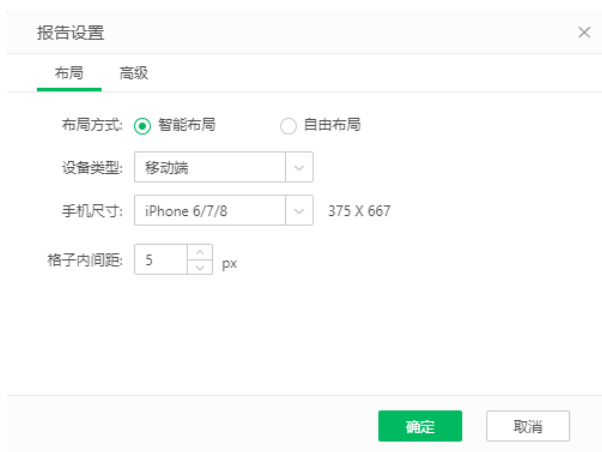 报告设置
布局 高级
布局方式: 智能布局 自由布局
设备类型: 移动端
手机尺寸: iPhone 6/7/8 375 X 667
格子内间距: 5 px
确定 取消